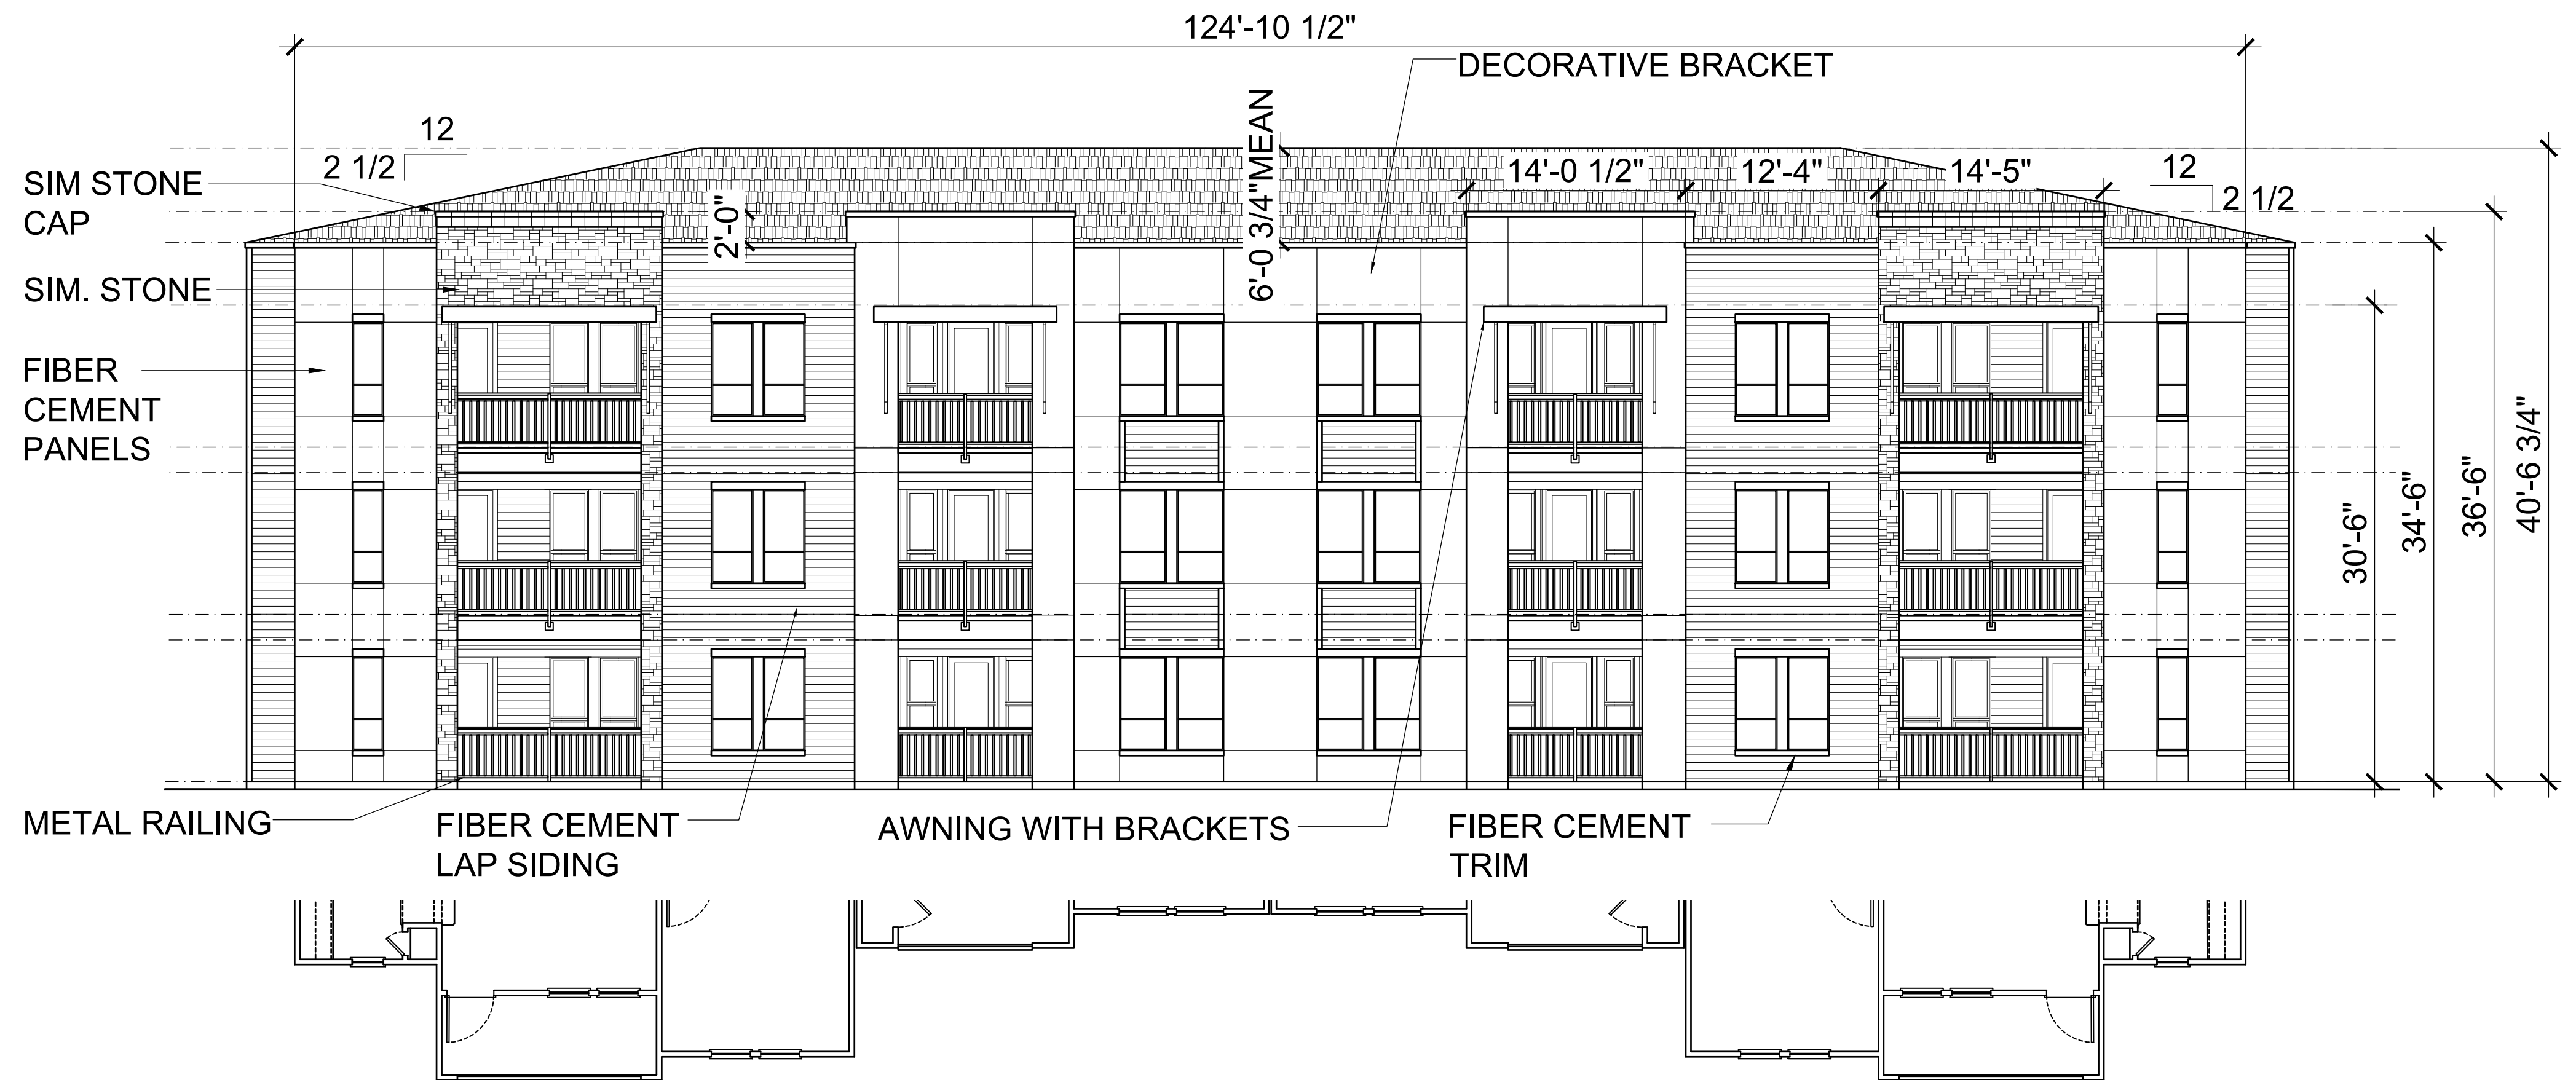 124'-10 1/2"
DECORATIVE BRACKET
6'-0 3/4"MEAN
12
2 1/2
SIM STONE
CAP
2'-0"
14'-0 1/2"
12'-4"
14'-5"
12
2 1/2
SIM. STONE
FIBER
CEMENT
PANELS
30'-6"
34'-6"
36'-6"
40'-6 3/4"
METAL RAILING
FIBER CEMENT
LAP SIDING
AWNING WITH BRACKETS
FIBER CEMENT
TRIM